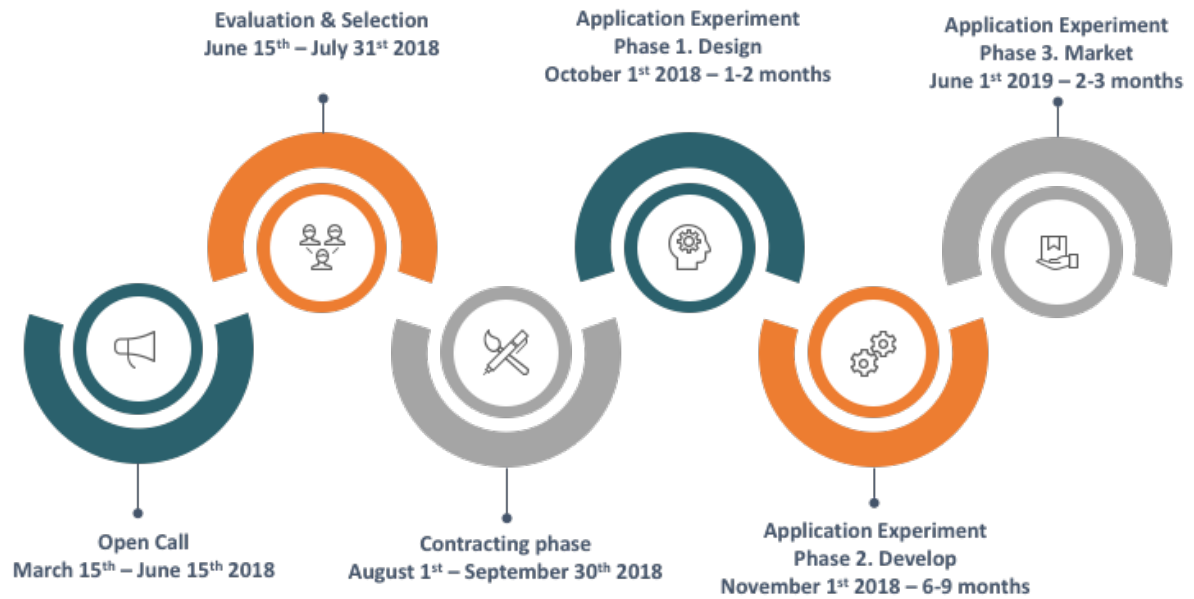 Evaluation & Selection
June 15th – July 31st 2018
Application Experiment
Phase 1. Design
October 1st 2018 – 1-2 months
Application Experiment
Phase 3. Market
June 1st 2019 – 2-3 months
Open Call
March 15th – June 15th 2018
Contracting phase
August 1st – September 30th 2018
Application Experiment
Phase 2. Develop
November 1st 2018 – 6-9 months